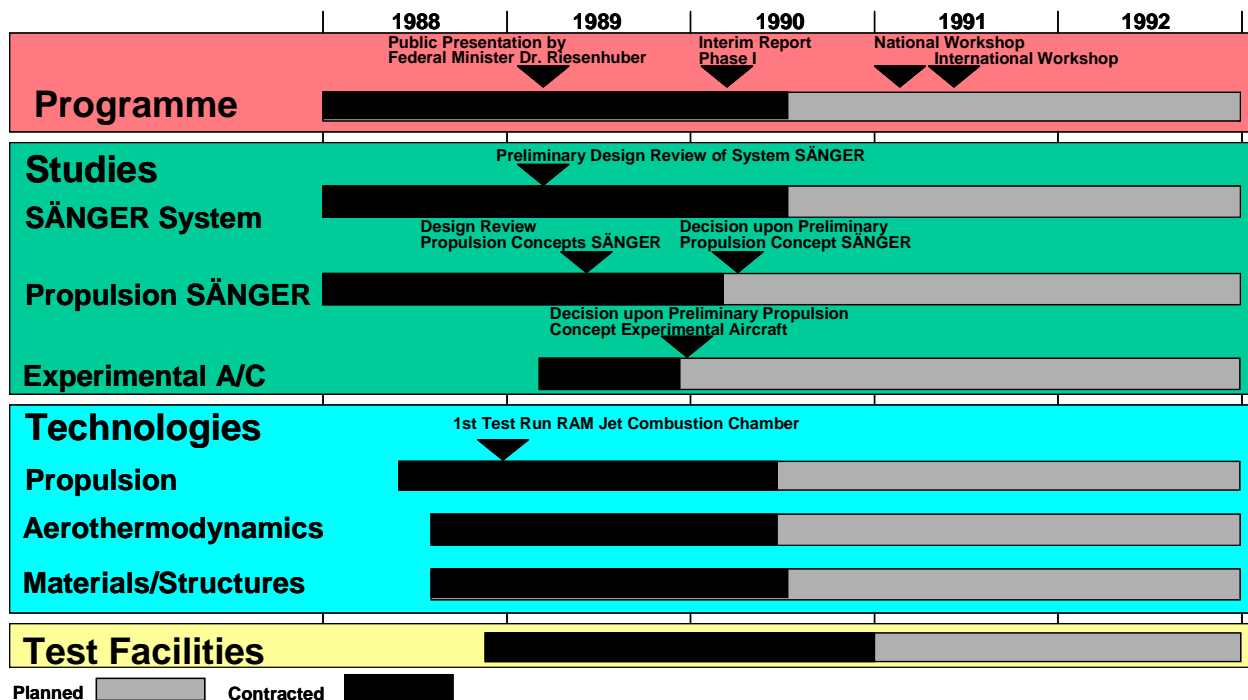 1988 1989 1990 1991 1992
Public Presentation by
Federal Minister Dr. Riesenhuber
Interim Report
Phase I
National Workshop
International Workshop
Programme
Studies
Preliminary Design Review of System SÄNGER
SÄNGER System
Design Review
Propulsion Concepts SÄNGER
Decision upon Preliminary
Propulsion Concept SÄNGER
Propulsion SÄNGER
Decision upon Preliminary Propulsion
Concept Experimental Aircraft
Experimental A/C
Technologies
1st Test Run RAM Jet Combustion Chamber
Propulsion
Aerothermodynamics
Materials/Structures
Test Facilities
Planned Contracted